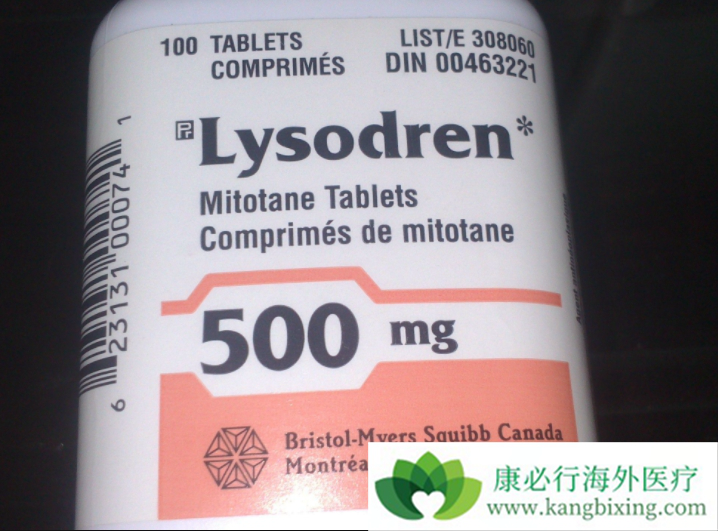 100 TABLETS
COMPRIMÉS
LIST/E 308060
DIN 00463221
Pr Lysodren*
Mitotane Tablets
Comprimés de mitotane
500 mg
Bristol-Myers Squibb Canada
6 23131 00074 1
康必行海外医疗
www.kangbixing.com